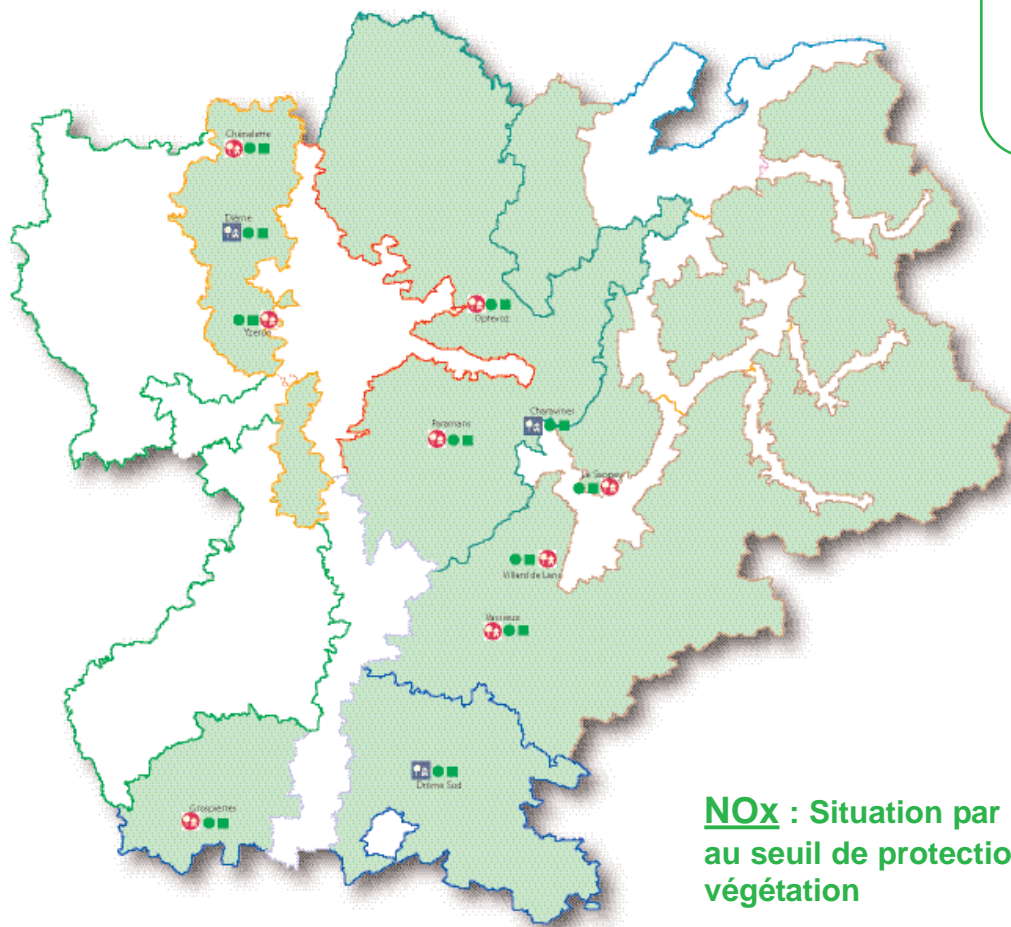 Chénelette
Dième
Yzeron
Optevoz
Charavines
Faramans
Le Sappey
Villard de Lans
Vassieux
Drôme Sud
Grospierres
NOx : Situation par
au seuil de protectio
végétation